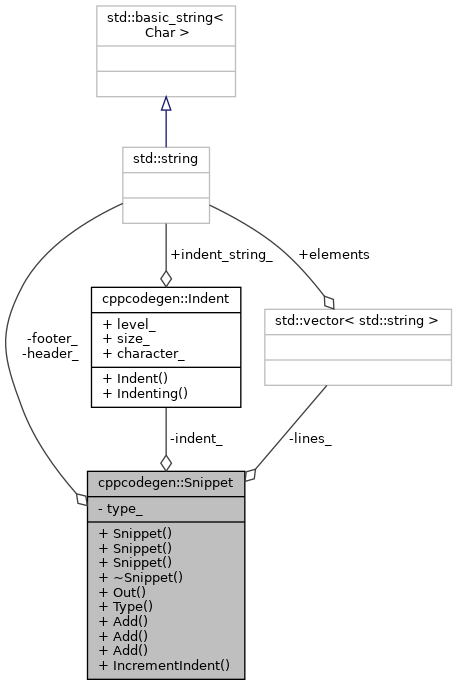 std::basic_string<
Char >
std::string
+indent_string_
+elements
cppcodegen::Indent
+ level_
+ size_
+ character_
+ Indent()
+ Indenting()
std::vector< std::string >
-footer_
-header_
-indent_
-lines_
cppcodegen::Snippet
- type_
+ Snippet()
+ Snippet()
+ Snippet()
+ ~Snippet()
+ Out()
+ Type()
+ Add()
+ Add()
+ Add()
+ IncrementIndent()